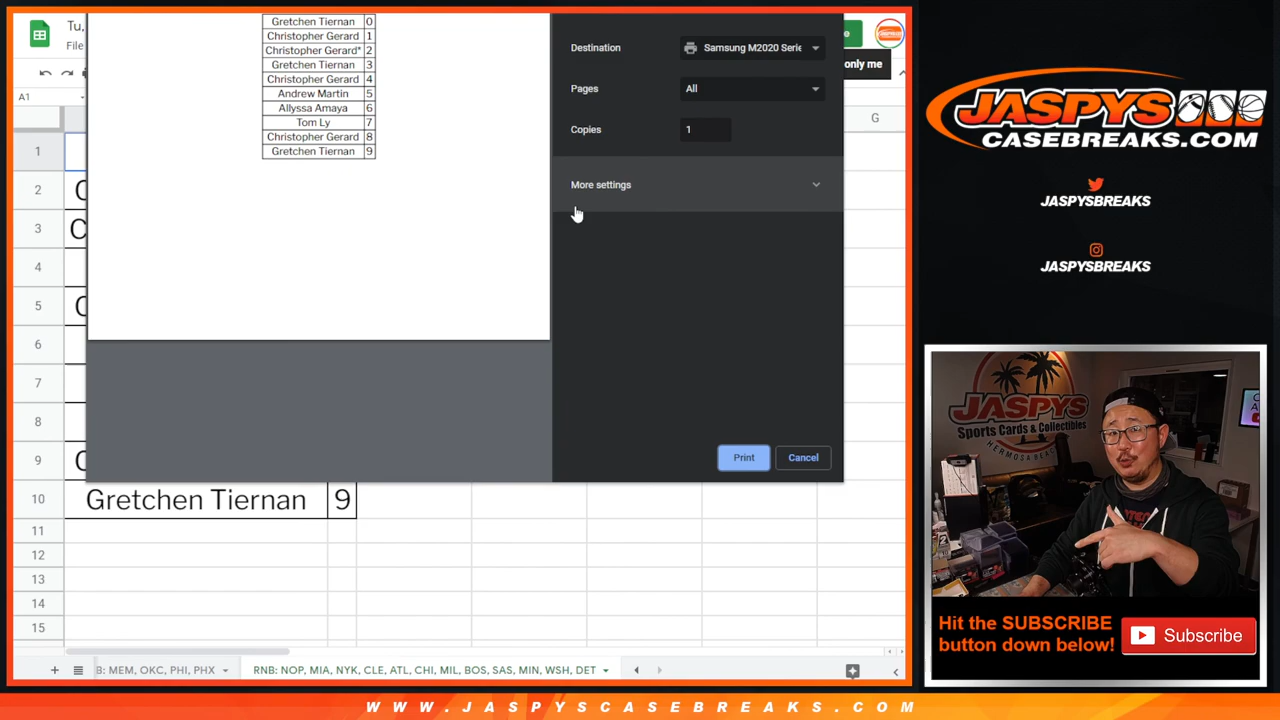 Tu,
File
A1
Gretchen Tiernan 0
Christopher Gerard 1
Christopher Gerard* 2
Gretchen Tiernan 3
Christopher Gerard 4
Andrew Martin 5
Allyssa Amaya 6
Tom Ly 7
Christopher Gerard 8
Gretchen Tiernan 9
Destination Samsung M2020 Serie
Pages All
Copies 1
More settings
Print Cancel
only me
G
1
2
3
4
5
6
7
8
9
10 Gretchen Tiernan 9
11
12
13
14
15
B: MEM, OKC, PHI, PHX
RNB: NOP, MIA, NYK, CLE, ATL, CHI, MIL, BOS, SAS, MIN, WSH, DET
JASPYS
CASEBREAKS.COM
JASPYSBREAKS
JASPYSBREAKS
JASPYS
Sports Cards & Collectibles
HERMOSA BEACH
Hit the SUBSCRIBE
button down below!
Subscribe
WWW.JASPYSCASEBREAKS.COM